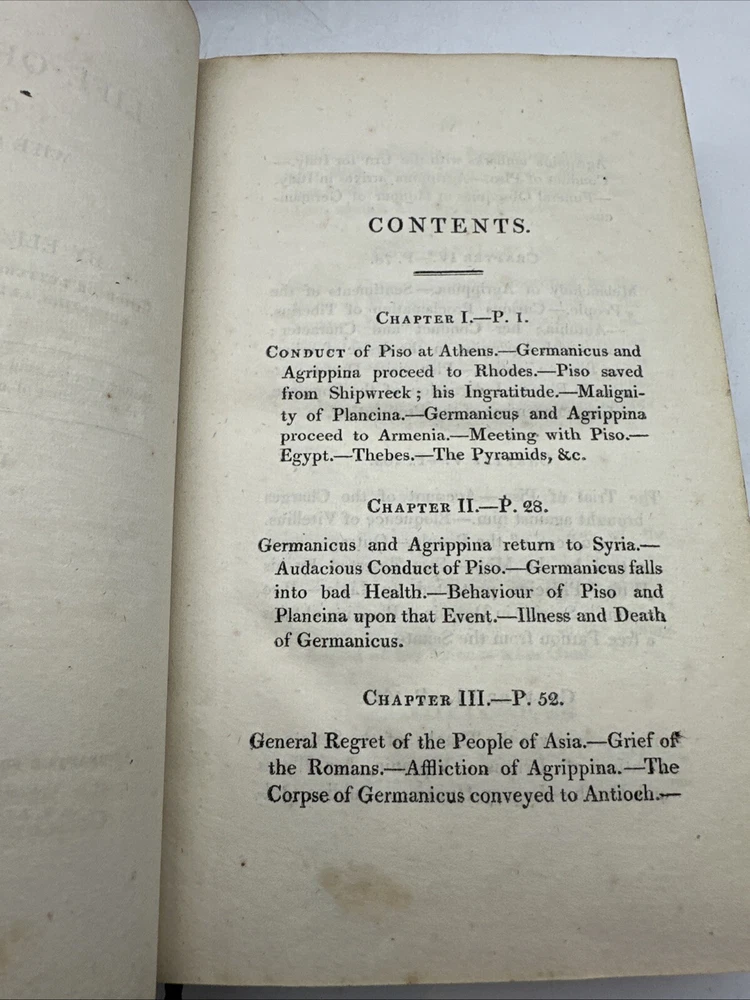 CONTENTS.
CHAPTER I.—P. 1.
CONDUCT of Piso at Athens.—Germanicus and
Agrippina proceed to Rhodes.—Piso saved
from Shipwreck; his Ingratitude.—Maligni-
ty of Plancina.—Germanicus and Agrippina
proceed to Armenia.—Meeting with Piso.—
Egypt.—Thebes.—The Pyramids, &c.
CHAPTER II.—P. 28.
Germanicus and Agrippina return to Syria.—
Audacious Conduct of Piso.—Germanicus falls
into bad Health.—Behaviour of Piso and
Plancina upon that Event.—Illness and Death
of Germanicus.
CHAPTER III.—P. 52.
General Regret of the People of Asia.—Grief of
the Romans.—Affliction of Agrippina.—The
Corpse of Germanicus conveyed to Antioch.—